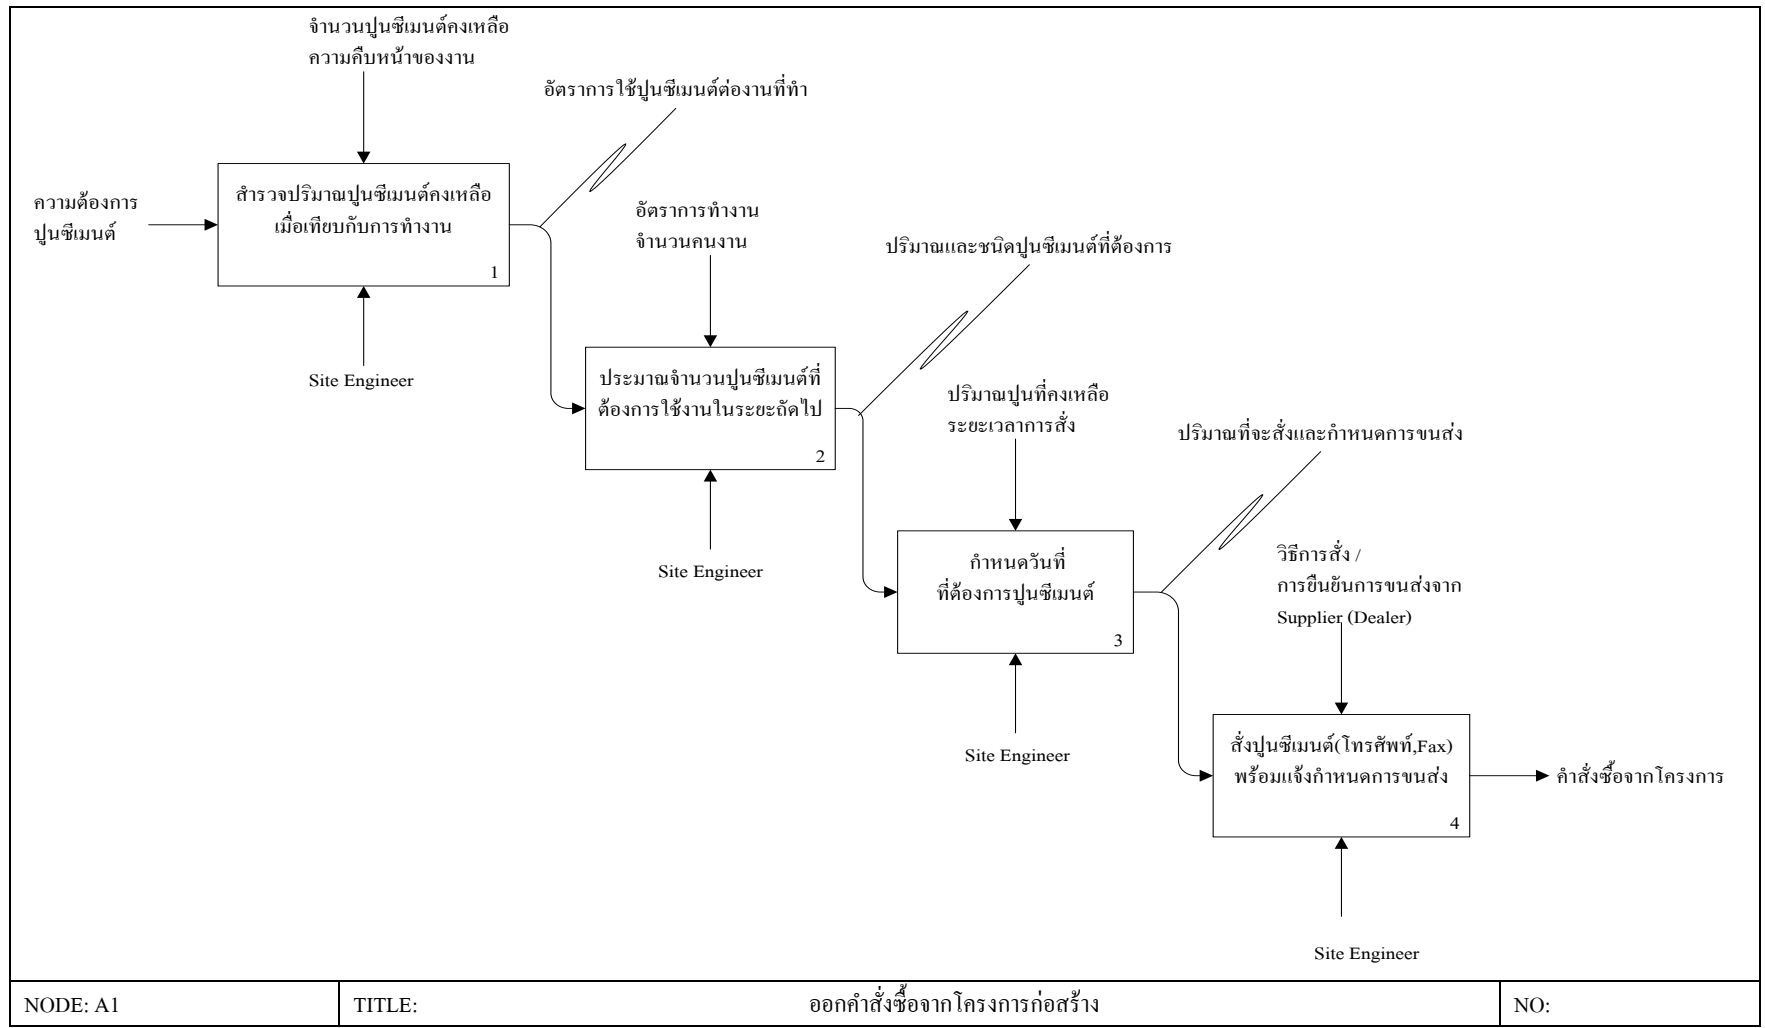 จำนวนปูนซีเมนต์คงเหลือ
ความคืบหน้าของงาน
อัตราการใช้ปูนซีเมนต์ต่องานที่ทำ
ความต้องการ
ปูนซีเมนต์
สำรวจปริมาณปูนซีเมนต์คงเหลือ
เมื่อเทียบกับการทำงาน
1
Site Engineer
อัตราการทำงาน
จำนวนคนงาน
ปริมาณและชนิดปูนซีเมนต์ที่ต้องการ
ประมาณจำนวนปูนซีเมนต์ที่
ต้องการใช้งานในระยะถัดไป
2
Site Engineer
ปริมาณปูนที่คงเหลือ
ระยะเวลาการสั่ง
ปริมาณที่จะสั่งและกำหนดการขนส่ง
กำหนดวันที่
ที่ต้องการปูนซีเมนต์
3
Site Engineer
วิธีการสั่ง /
การยืนยันการขนส่งจาก
Supplier (Dealer)
สั่งปูนซีเมนต์(โทรศัพท์,Fax)
พร้อมแจ้งกำหนดการขนส่ง
4
คำสั่งซื้อจากโครงการ
Site Engineer
NODE: A1
TITLE:
ออกคำสั่งซื้อจากโครงการก่อสร้าง
NO: